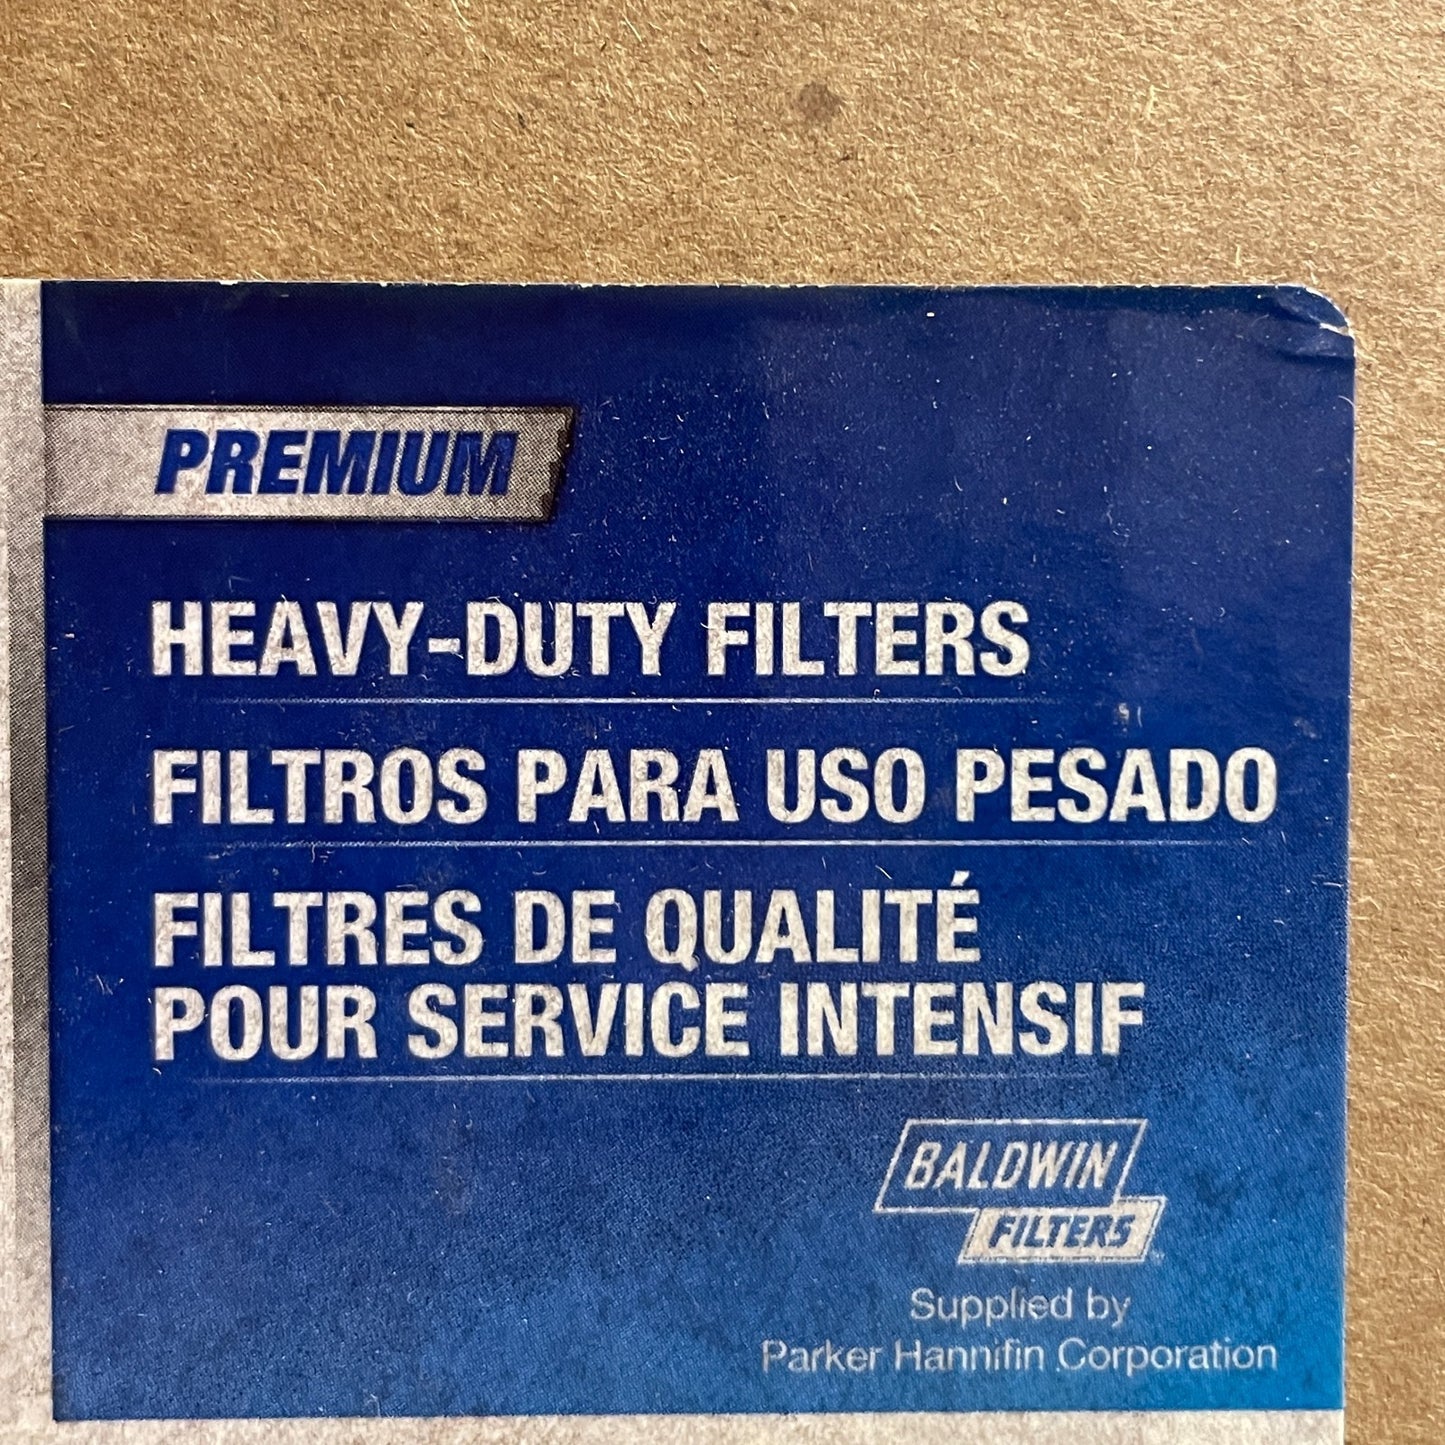 PREMIUM
HEAVY-DUTY FILTERS
FILTROS PARA USO PESADO
FILTRES DE QUALITÉ
POUR SERVICE INTENSIF
BALDWIN
FILTERS
Supplied by
Parker Hannifin Corporation